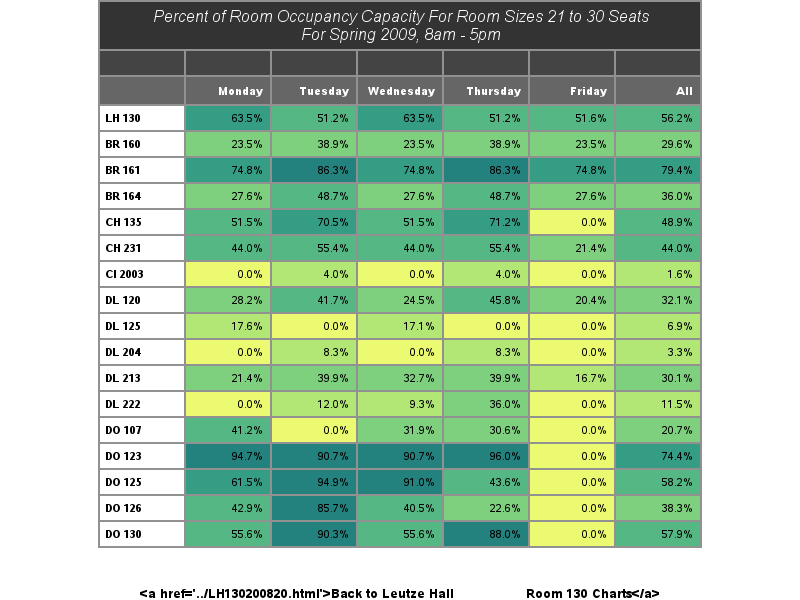 Percent of Room Occupancy Capacity For Room Sizes 21 to 30 Seats
For Spring 2009, 8am - 5pm
Monday Tuesday Wednesday Thursday Friday All
LH 130 63.5% 51.2% 63.5% 51.2% 51.6% 56.2%
BR 160 23.5% 38.9% 23.5% 38.9% 23.5% 29.6%
BR 161 74.8% 86.3% 74.8% 86.3% 74.8% 79.4%
BR 164 27.6% 48.7% 27.6% 48.7% 27.6% 36.0%
CH 135 51.5% 70.5% 51.5% 71.2% 0.0% 48.9%
CH 231 44.0% 55.4% 44.0% 55.4% 21.4% 44.0%
CI 2003 0.0% 4.0% 0.0% 4.0% 0.0% 1.6%
DL 120 28.2% 41.7% 24.5% 45.8% 20.4% 32.1%
DL 125 17.6% 0.0% 17.1% 0.0% 0.0% 6.9%
DL 204 0.0% 8.3% 0.0% 8.3% 0.0% 3.3%
DL 213 21.4% 39.9% 32.7% 39.9% 16.7% 30.1%
DL 222 0.0% 12.0% 9.3% 36.0% 0.0% 11.5%
DO 107 41.2% 0.0% 31.9% 30.6% 0.0% 20.7%
DO 123 94.7% 90.7% 90.7% 96.0% 0.0% 74.4%
DO 125 61.5% 94.9% 91.0% 43.6% 0.0% 58.2%
DO 126 42.9% 85.7% 40.5% 22.6% 0.0% 38.3%
DO 130 55.6% 90.3% 55.6% 88.0% 0.0% 57.9%
<a href='../LH130200820.html'>Back to Leutze Hall Room 130 Charts</a>